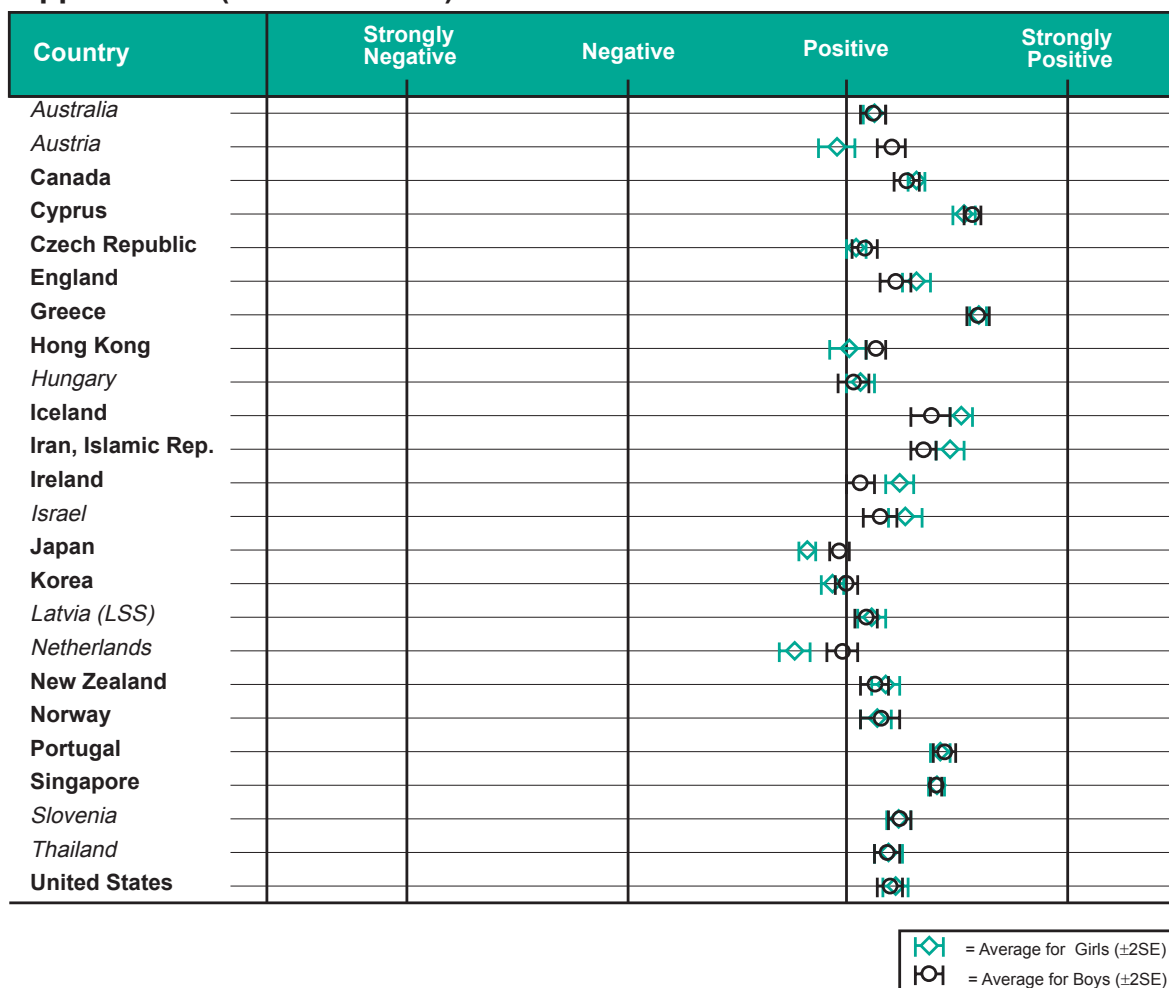 Country
Strongly
Negative
Negative
Positive
Strongly
Positive
Australia
Austria
Canada
Cyprus
Czech Republic
England
Greece
Hong Kong
Hungary
Iceland
Iran, Islamic Rep.
Ireland
Israel
Japan
Korea
Latvia (LSS)
Netherlands
New Zealand
Norway
Portugal
Singapore
Slovenia
Thailand
United States
= Average for Girls (±2SE)
= Average for Boys (±2SE)